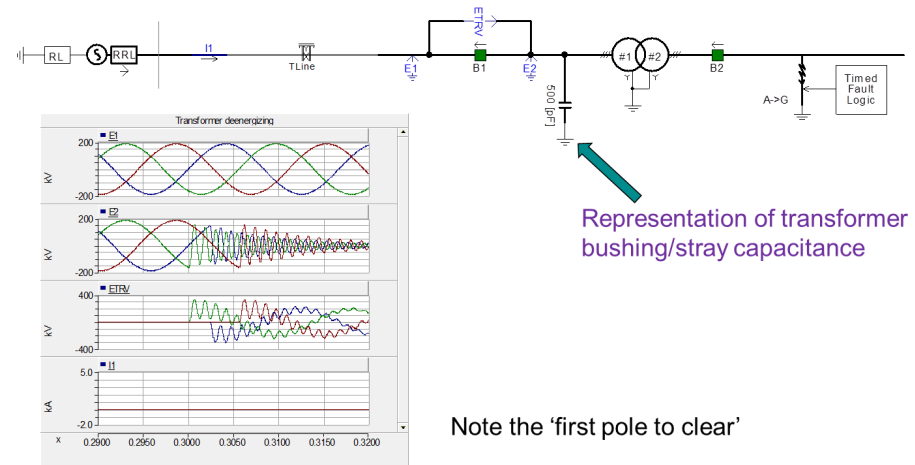 ETRV
RL
RRL
I1
TLine
E1
B1
E2
500 [pF]
#1
#2
B2
A->G
Timed
Fault
Logic
Transformer deenergizing
E1
200
kV
-200
E2
200
kV
-200
ETRV
400
kV
-400
I1
5.0
kA
-2.0
x 0.2900 0.2950 0.3000 0.3050 0.3100 0.3150 0.3200
Representation of transformer
bushing/stray capacitance
Note the ‘first pole to clear’